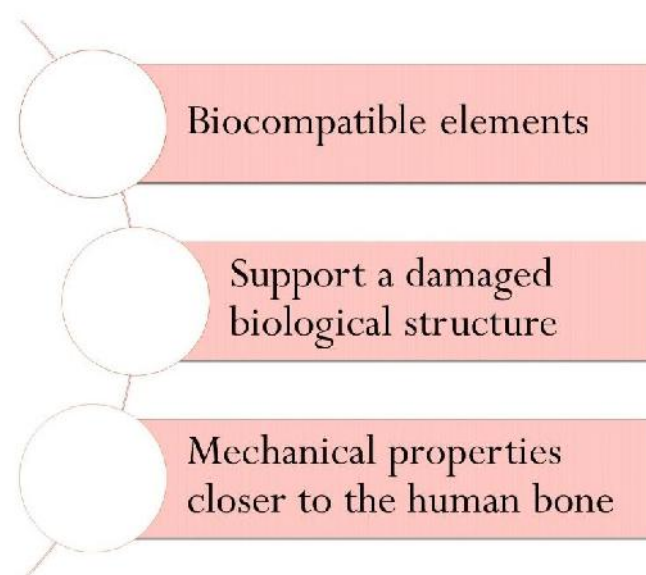 Biocompatible elements
Support a damaged
biological structure
Mechanical properties
closer to the human bone